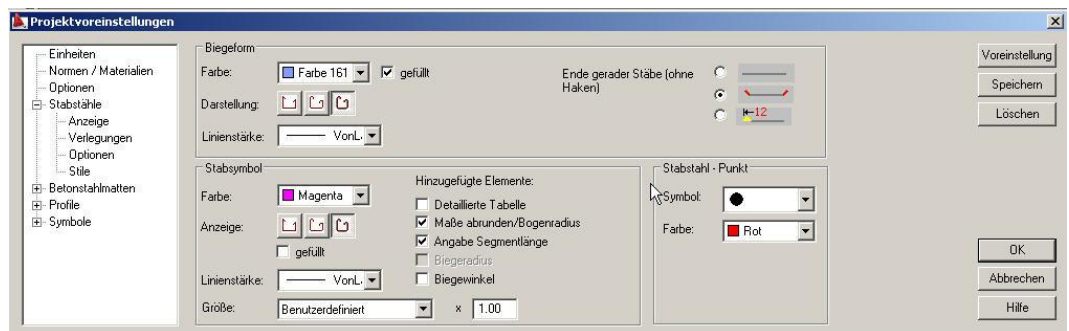 Projektvoreinstellungen
Einheiten
Normen / Materialien
Optionen
Stabstähle
Anzeige
Verlegungen
Optionen
Stile
Betonstahlmatten
Profile
Symbole
Biegeform
Farbe: Farbe 161 gefüllt
Darstellung:
Linienstärke: VonL.
Ende gerader Stäbe (ohne
Haken)
12
Stabsymbol
Farbe: Magenta
Anzeige:
gefüllt
Linienstärke: VonL.
Größe: Benutzerdefiniert x 1.00
Hinzugefügte Elemente:
Detaillierte Tabelle
Maße abrunden/Bogenradius
Angabe Segmentlänge
Biegeradius
Biegewinkel
Stabstahl - Punkt
Symbol:
Farbe: Rot
Voreinstellung
Speichern
Löschen
OK
Abbrechen
Hilfe